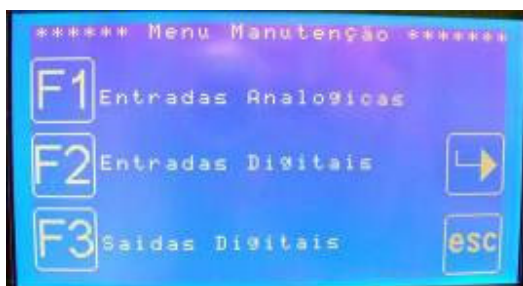 ****** Menu Manutenção ******
F1 Entradas Analogicas
F2 Entradas Digitais
F3 Saidas Digitais esc